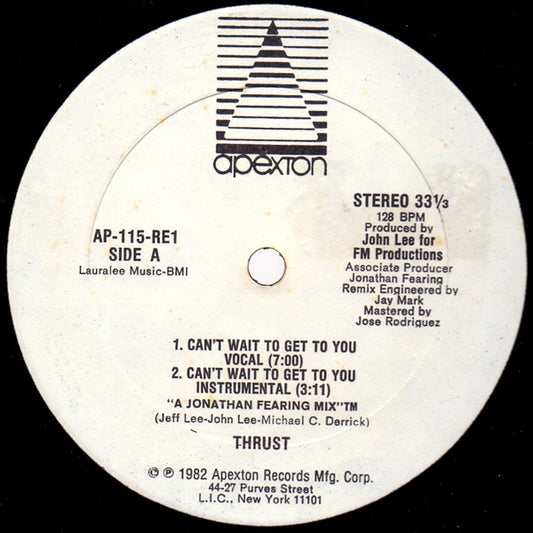 apexton
AP-115-RE1
SIDE A
Lauralee Music-BMI
STEREO 33⅓
128 BPM
Produced by
John Lee for
FM Productions
Associate Producer
Jonathan Fearing
Remix Engineered by
Jay Mark
Mastered by
Jose Rodriguez
1. CAN'T WAIT TO GET TO YOU
VOCAL (7:00)
2. CAN'T WAIT TO GET TO YOU
INSTRUMENTAL (3:11)
"A JONATHAN FEARING MIX"™
(Jeff Lee-John Lee-Michael C. Derrick)
THRUST
© ℗ 1982 Apexton Records Mfg. Corp.
44-27 Purves Street
L.I.C., New York 11101